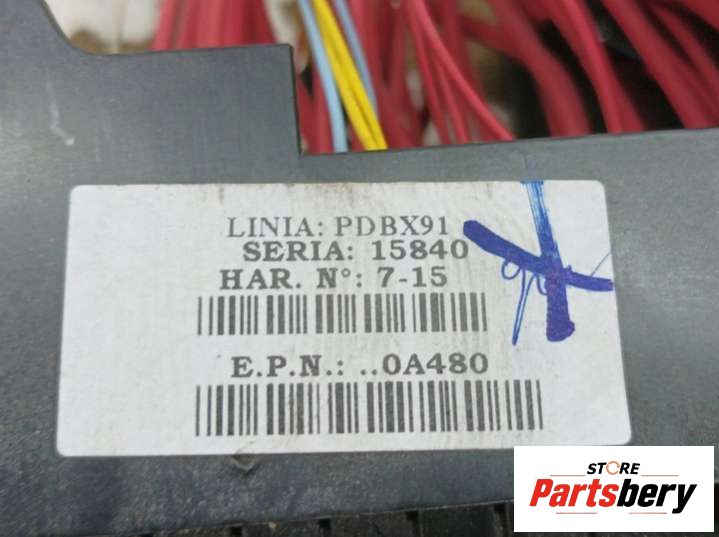 LINIA: PDBX91
SERIA: 15840
HAR. N°: 7-15
E.P.N.: ..0A480
STORE
Partsbery